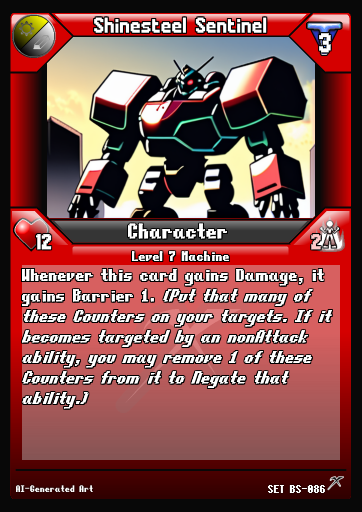 Shinesteel Sentinel
3
Character
12
2
Level 7 Machine
Whenever this card gains Damage, it
gains Barrier 1. (Put that many of
these Counters on your targets. If it
becomes targeted by an nonAttack
ability, you may remove 1 of these
Counters from it to Negate that
ability.)
AI-Generated Art
SET BS-086